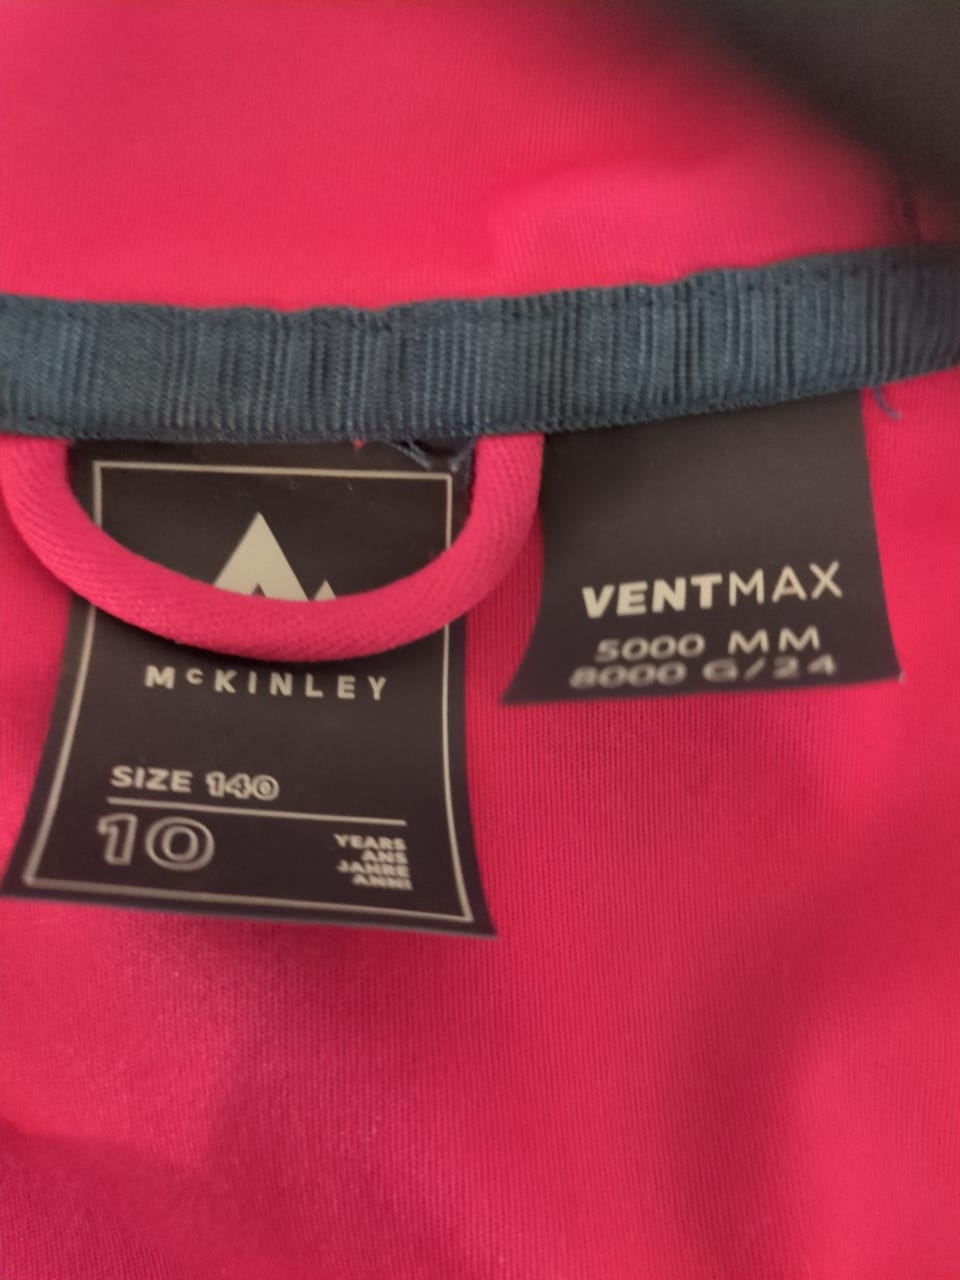 McKINLEY
SIZE 140
10
YEARS
ANS
JAHRE
ANNI
VENTMAX
5000 MM
8000 G/24